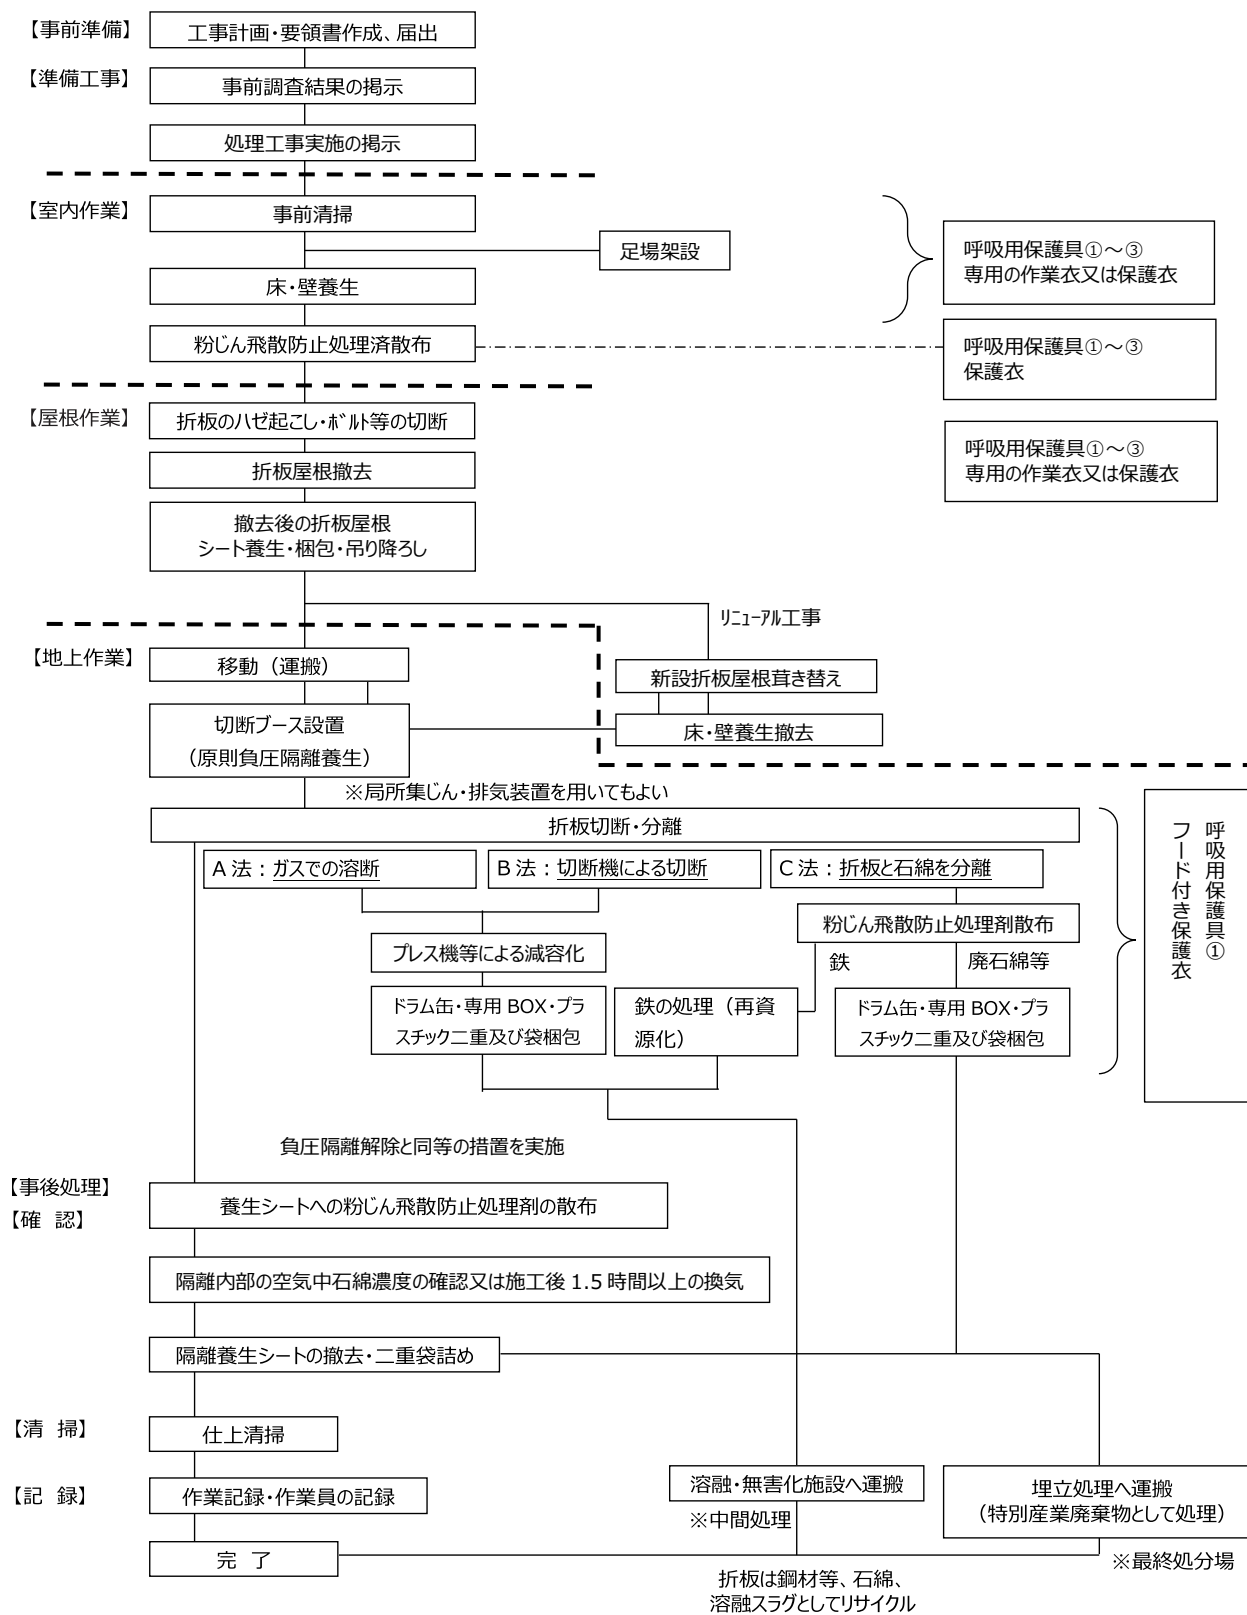 【事前準備】
工事計画・要領書作成、届出
【準備工事】
事前調査結果の掲示
処理工事実施の掲示
【室内作業】
事前清掃
足場架設
呼吸用保護具①～③
専用の作業衣又は保護衣
床・壁養生
粉じん飛散防止処理済散布
呼吸用保護具①～③
保護衣
【屋根作業】
折板のハゼ起こし・ボルト等の切断
呼吸用保護具①～③
専用の作業衣又は保護衣
折板屋根撤去
撤去後の折板屋根
シート養生・梱包・吊り降ろし
リニューアル工事
【地上作業】
移動（運搬）
新設折板屋根葺き替え
切断ブース設置
（原則負圧隔離養生）
床・壁養生撤去
※局所集じん・排気装置を用いてもよい
折板切断・分離
呼吸用保護具①
フード付き保護衣
A 法：ガスでの溶断
B 法：切断機による切断
C 法：折板と石綿を分離
粉じん飛散防止処理剤散布
プレス機等による減容化
鉄
廃石綿等
ドラム缶・専用 BOX・プラ
スチック二重及び袋梱包
鉄の処理（再資
源化）
ドラム缶・専用 BOX・プラ
スチック二重及び袋梱包
負圧隔離解除と同等の措置を実施
【事後処理】
【確　認】
養生シートへの粉じん飛散防止処理剤の散布
隔離内部の空気中石綿濃度の確認又は施工後 1.5 時間以上の換気
隔離養生シートの撤去・二重袋詰め
【清　掃】
仕上清掃
【記　録】
作業記録・作業員の記録
溶融・無害化施設へ運搬
※中間処理
埋立処理へ運搬
（特別産業廃棄物として処理）
※最終処分場
完　了
折板は鋼材等、石綿、
溶融スラグとしてリサイクル